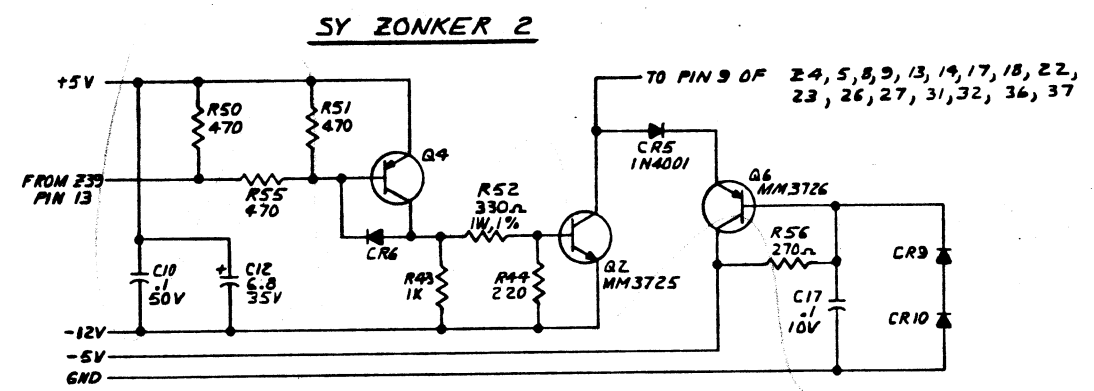 SY ZONKER 2
+5V
R50
470
R51
470
Q4
TO PIN 9 OF Z4, 5, 8, 9, 13, 14, 17, 18, 22,
23, 26, 27, 31, 32, 36, 37
CR5
1N4001
FROM Z39
PIN 13
R55
470
R52
330Ω
1W, 1%
Q6
MM3726
CR6
R56
270Ω
C10
.1
50V
+
C12
6.8
35V
R43
1K
R44
220
Q2
MM3725
CR9
C17
.1
10V
CR10
-12V
-5V
GND